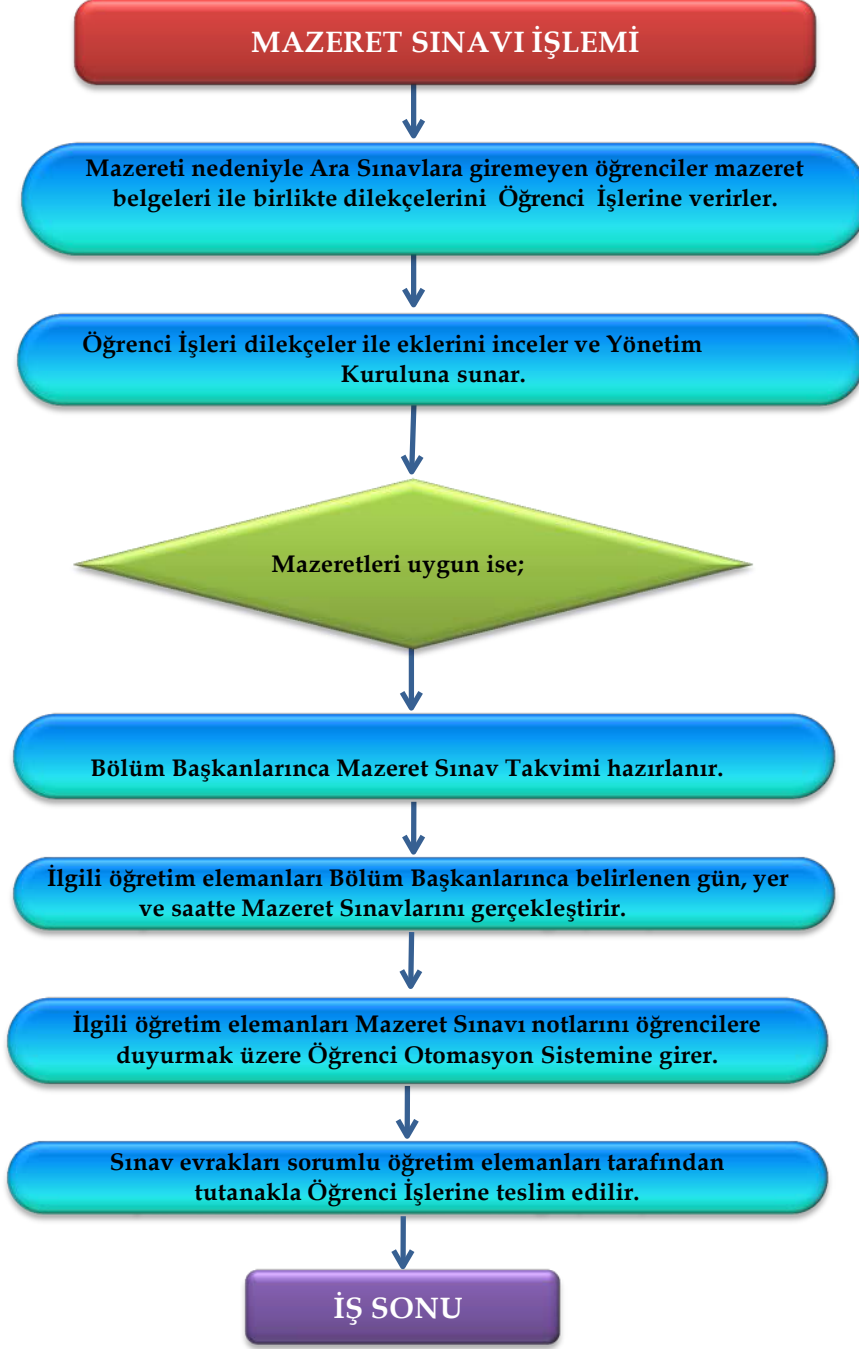 MAZERET SINAVI İŞLEMİ
Mazereti nedeniyle Ara Sınavlara giremeyen öğrenciler mazeret
belgeleri ile birlikte dilekçelerini Öğrenci İşlerine verirler.
Öğrenci İşleri dilekçeler ile eklerini inceler ve Yönetim
Kuruluna sunar.
Mazeretleri uygun ise;
Bölüm Başkanlarınca Mazeret Sınav Takvimi hazırlanır.
İlgili öğretim elemanları Bölüm Başkanlarınca belirlenen gün, yer
ve saatte Mazeret Sınavlarını gerçekleştirir.
İlgili öğretim elemanları Mazeret Sınavı notlarını öğrencilere
duyurmak üzere Öğrenci Otomasyon Sistemine girer.
Sınav evrakları sorumlu öğretim elemanları tarafından
tutanakla Öğrenci İşlerine teslim edilir.
İŞ SONU